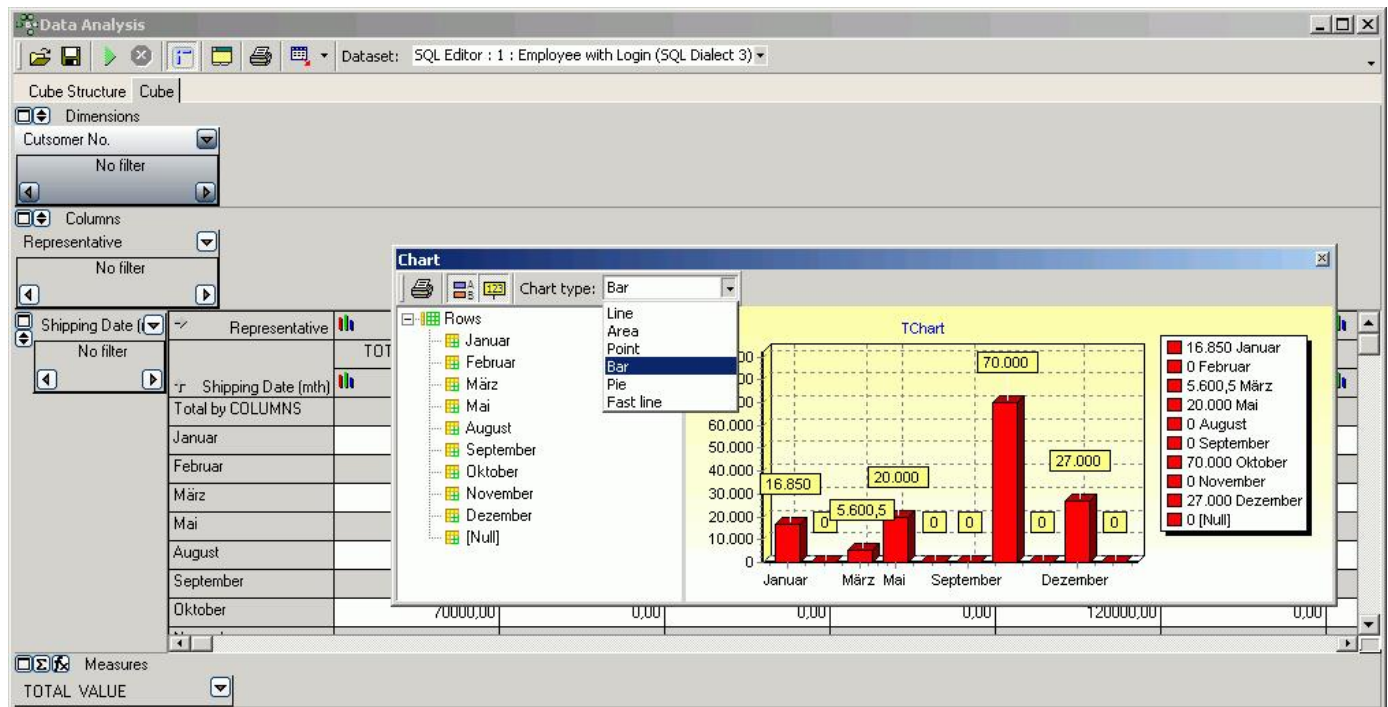 Data Analysis
Dataset: SQL Editor : 1 : Employee with Login (SQL Dialect 3)
Cube Structure Cube
Dimensions
Cutsomer No.
No filter
Columns
Representative
No filter
Shipping Date (
No filter
Representative
TOT
Shipping Date (mth)
Total by COLUMNS
Januar
Februar
März
Mai
August
September
Oktober
70000,00 0,00 0,00 0,00 120000,00 0,00
Chart
Chart type: Bar
Line
Area
Point
Bar
Pie
Fast line
Rows
Januar
Februar
März
Mai
August
September
Oktober
November
Dezember
[Null]
TChart
60.000
50.000
40.000
30.000
20.000
10.000
0
16.850
0
5.600,5
20.000
0
0
70.000
0
27.000
0
Januar März Mai September Dezember
16.850 Januar
0 Februar
5.600,5 März
20.000 Mai
0 August
0 September
70.000 Oktober
0 November
27.000 Dezember
0 [Null]
Measures
TOTAL VALUE